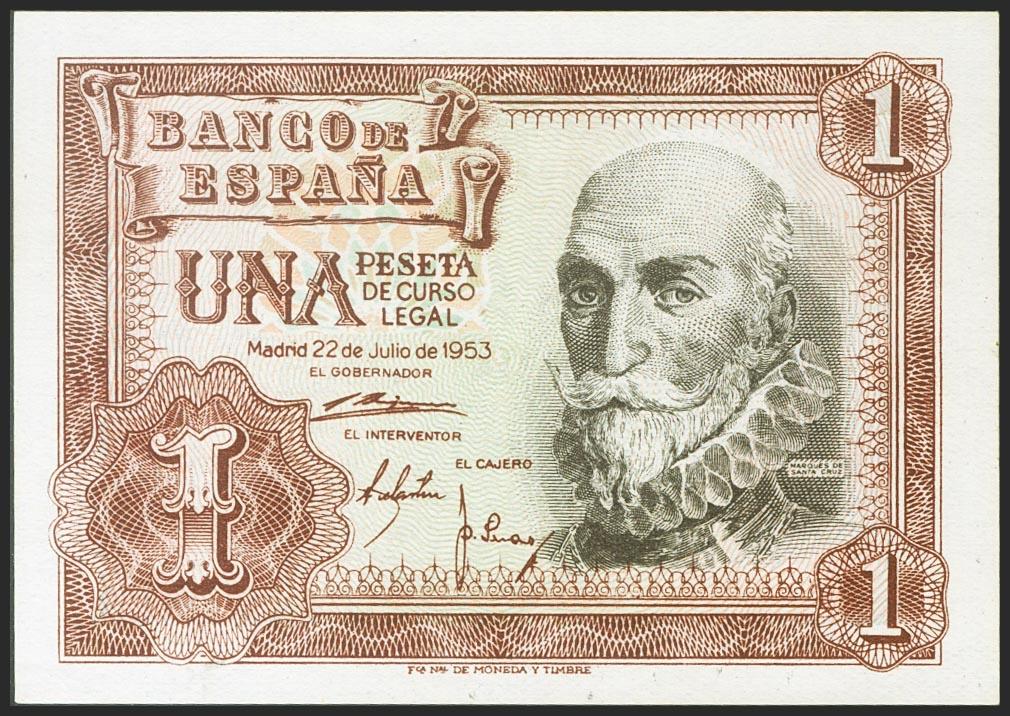 BANCO DE
ESPAÑA
1
UNA PESETA
DE CURSO
LEGAL
Madrid 22 de Julio de 1953
EL GOBERNADOR
EL INTERVENTOR
EL CAJERO
MARQUES DE
SANTA CRUZ
1
1
Fca Nal DE MONEDA Y TIMBRE